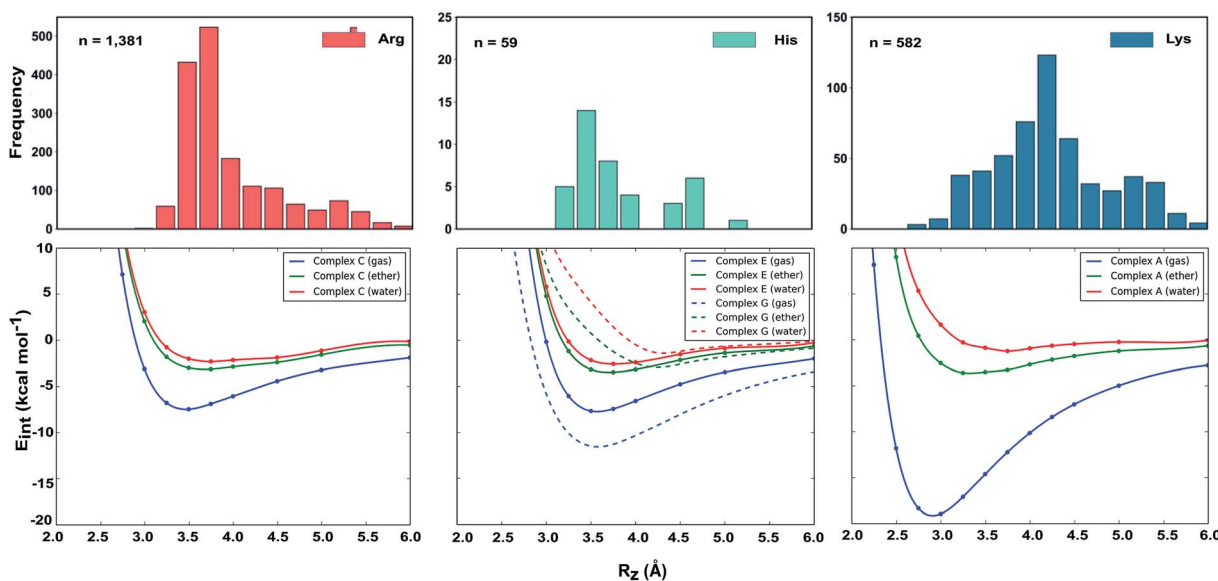 n = 1,381
Arg
n = 59
His
n = 582
Lys
Frequency
500
400
300
200
100
0
25
20
15
10
5
0
150
100
50
0
E_int (kcal mol⁻¹)
10
5
0
-5
-10
-15
-20
Complex C (gas)
Complex C (ether)
Complex C (water)
Complex E (gas)
Complex E (ether)
Complex E (water)
Complex G (gas)
Complex G (ether)
Complex G (water)
Complex A (gas)
Complex A (ether)
Complex A (water)
2.0 2.5 3.0 3.5 4.0 4.5 5.0 5.5 6.0 2.0 2.5 3.0 3.5 4.0 4.5 5.0 5.5 6.0 2.0 2.5 3.0 3.5 4.0 4.5 5.0 5.5 6.0
R_z (Å)